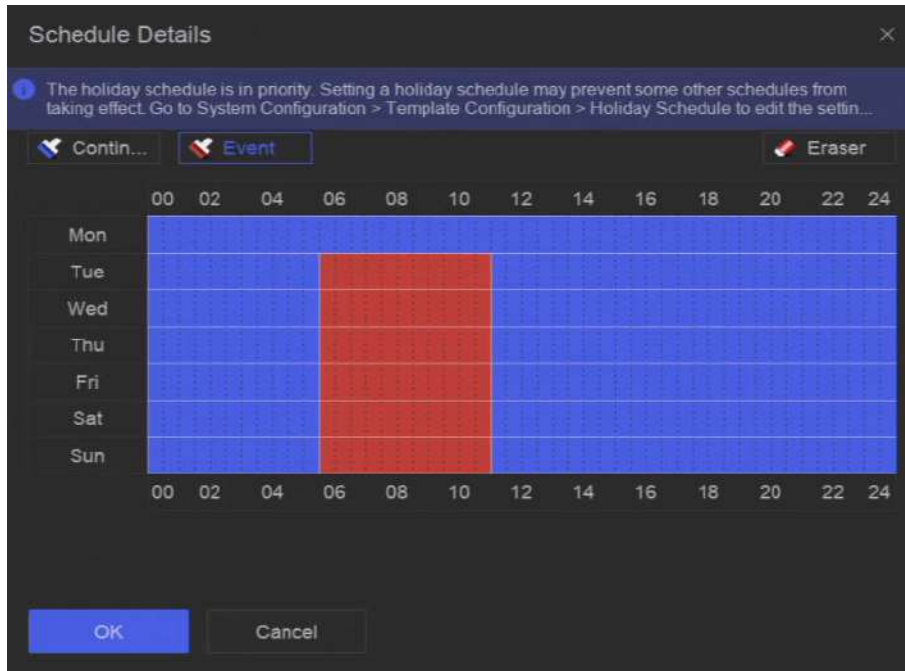 Schedule Details
The holiday schedule is in priority. Setting a holiday schedule may prevent some other schedules from
taking effect. Go to System Configuration > Template Configuration > Holiday Schedule to edit the settin...
Contin... Event Eraser
00 02 04 06 08 10 12 14 16 18 20 22 24
Mon
Tue
Wed
Thu
Fri
Sat
Sun
00 02 04 06 08 10 12 14 16 18 20 22 24
OK Cancel